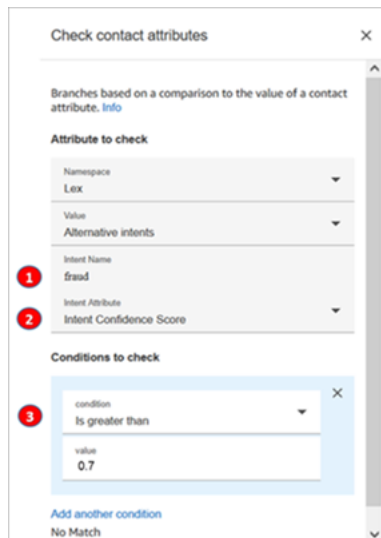 Check contact attributes
Branches based on a comparison to the value of a contact
attribute. Info
Attribute to check
Namespace
Lex
Value
Alternative intents
Intent Name
1 fraud
Intent Attribute
2 Intent Confidence Score
Conditions to check
condition
3 Is greater than
value
0.7
Add another condition
No Match